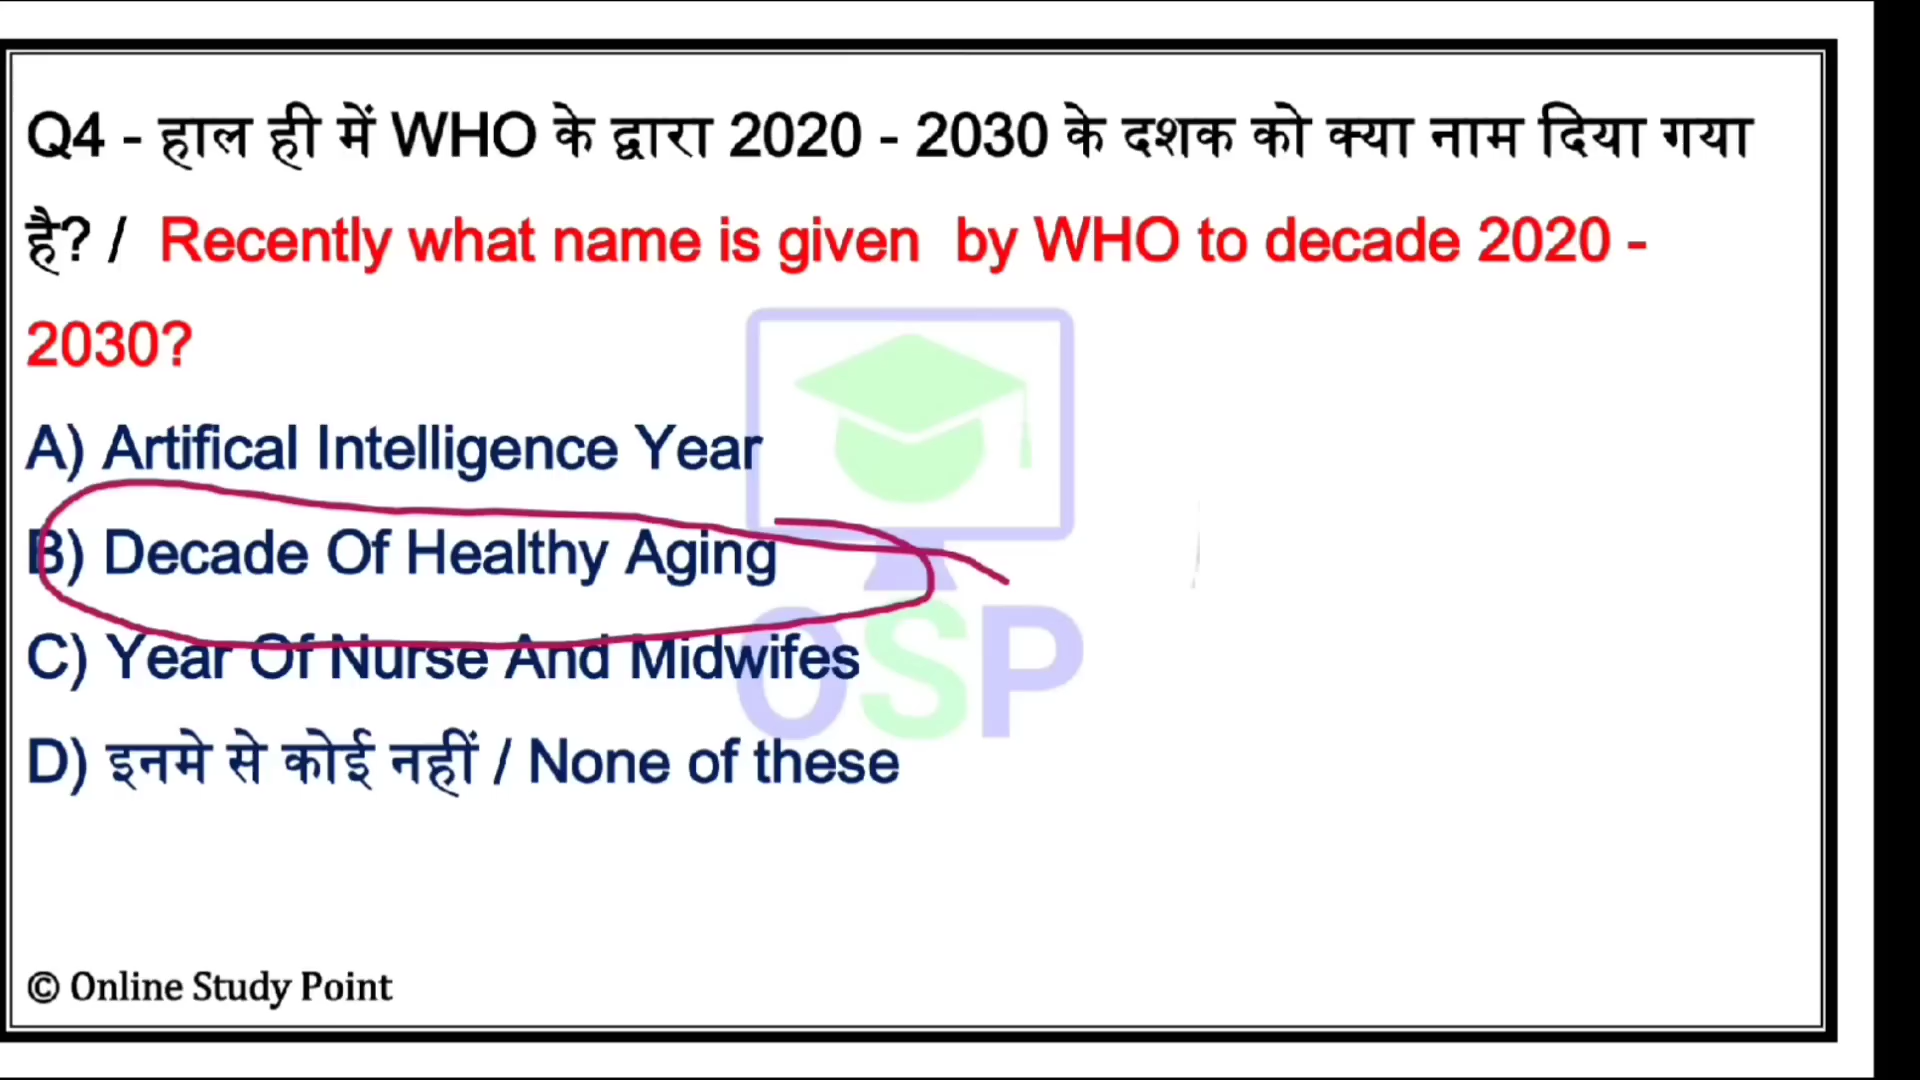 Q4 - हाल ही में WHO के द्वारा 2020 - 2030 के दशक को क्या नाम दिया गया
है? / Recently what name is given by WHO to decade 2020 -
2030?
A) Artifical Intelligence Year
B) Decade Of Healthy Aging
C) Year Of Nurse And Midwifes
D) इनमे से कोई नहीं / None of these
OSP
© Online Study Point